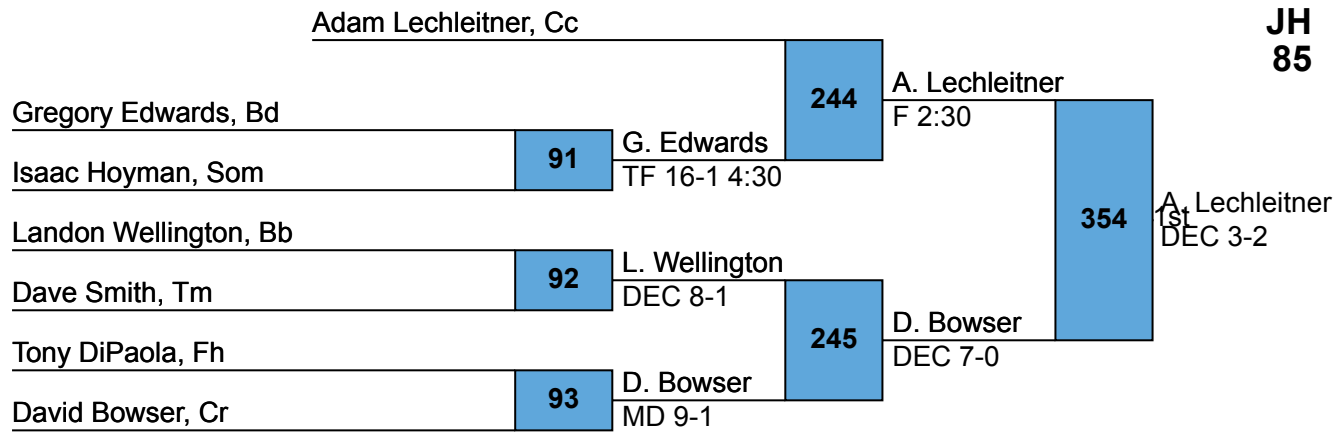 Adam Lechleitner, Cc
JH
85
244
A. Lechleitner
F 2:30
Gregory Edwards, Bd
91
G. Edwards
TF 16-1 4:30
Isaac Hoyman, Som
354
1st
A. Lechleitner
DEC 3-2
Landon Wellington, Bb
92
L. Wellington
DEC 8-1
Dave Smith, Tm
245
D. Bowser
DEC 7-0
Tony DiPaola, Fh
93
D. Bowser
MD 9-1
David Bowser, Cr